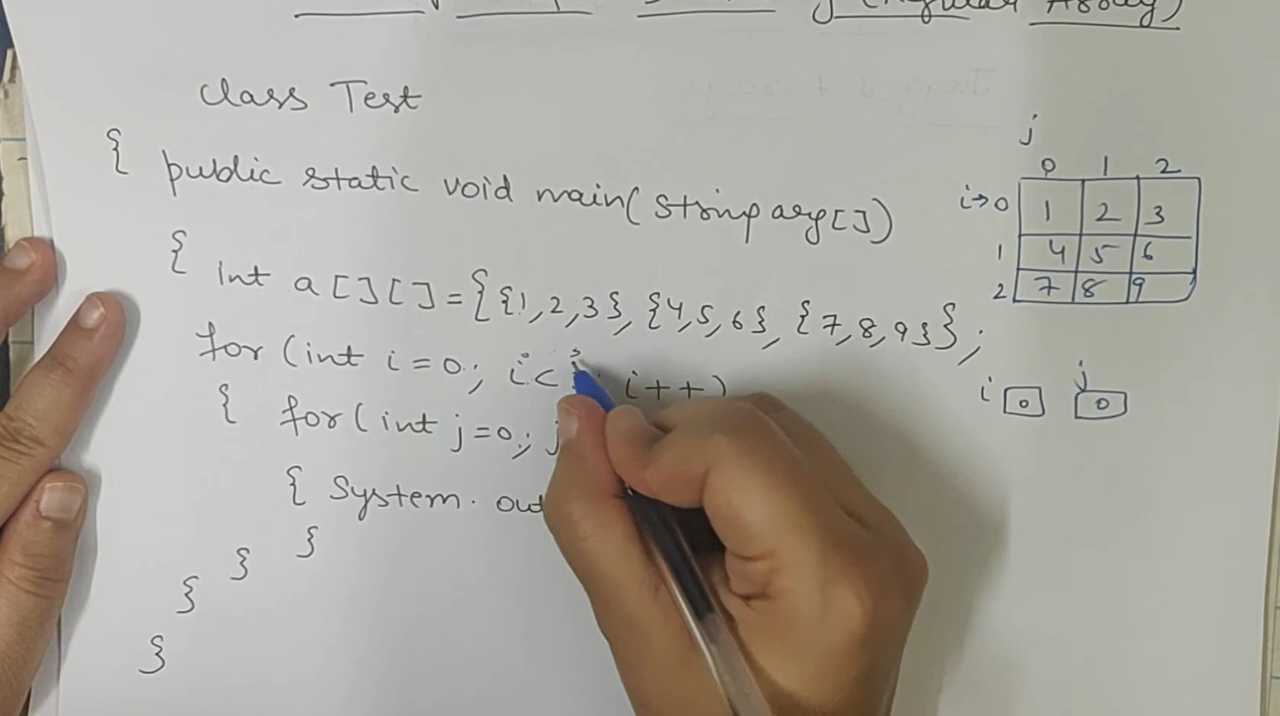 Array)
class Test
{ public static void main(String arg[])
{ int a[][]={{1,2,3},{4,5,6},{7,8,9}};
for (int i=0; i< i++)
{ for(int j=0; j
{ System.out
}
}
}
}
j
0 1 2
i→0 1 2 3
1 4 5 6
2 7 8 9
i 0 j 0